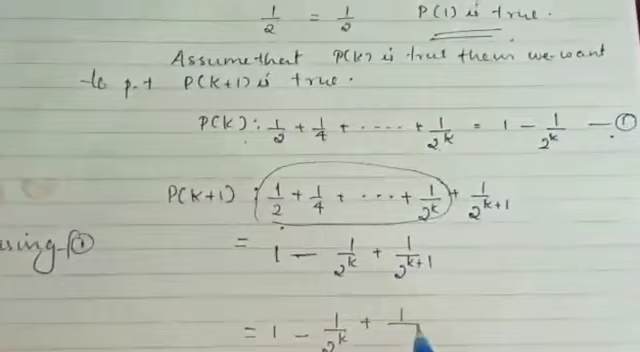 1/2 = 1/2 P(1) is true.
Assume that P(k) is true them we want
to p.t P(k+1) is true.
P(k): 1/2 + 1/4 + ..... + 1/2^k = 1 - 1/2^k — ①
P(k+1) : 1/2 + 1/4 + ... + 1/2^k + 1/2^k+1
using ① = 1 - 1/2^k + 1/2^k+1
= 1 - 1/2^k + 1/